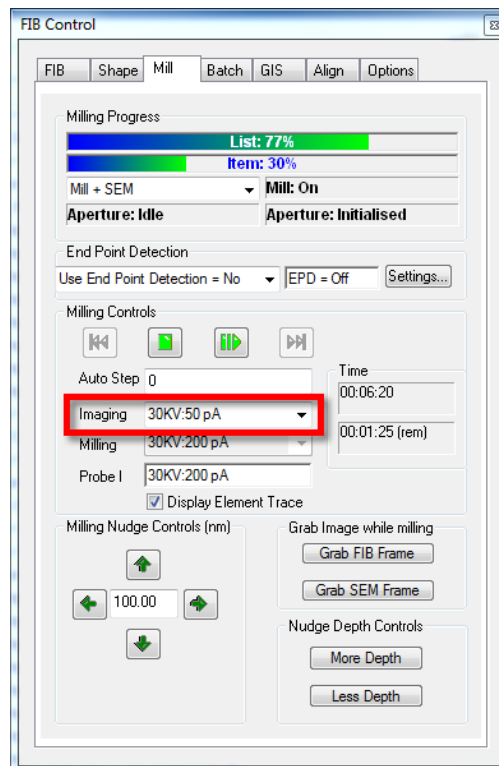 FIB Control
FIB Shape Mill Batch GIS Align Options
Milling Progress
List: 77%
Item: 30%
Mill + SEM Mill: On
Aperture: Idle Aperture: Initialised
End Point Detection
Use End Point Detection = No EPD = Off Settings...
Milling Controls
Auto Step 0
Time
00:06:20
Imaging 30KV:50 pA
00:01:25 (rem)
Milling 30KV:200 pA
Probe I 30KV:200 pA
Display Element Trace
Milling Nudge Controls (nm)
100.00
Grab Image while milling
Grab FIB Frame
Grab SEM Frame
Nudge Depth Controls
More Depth
Less Depth